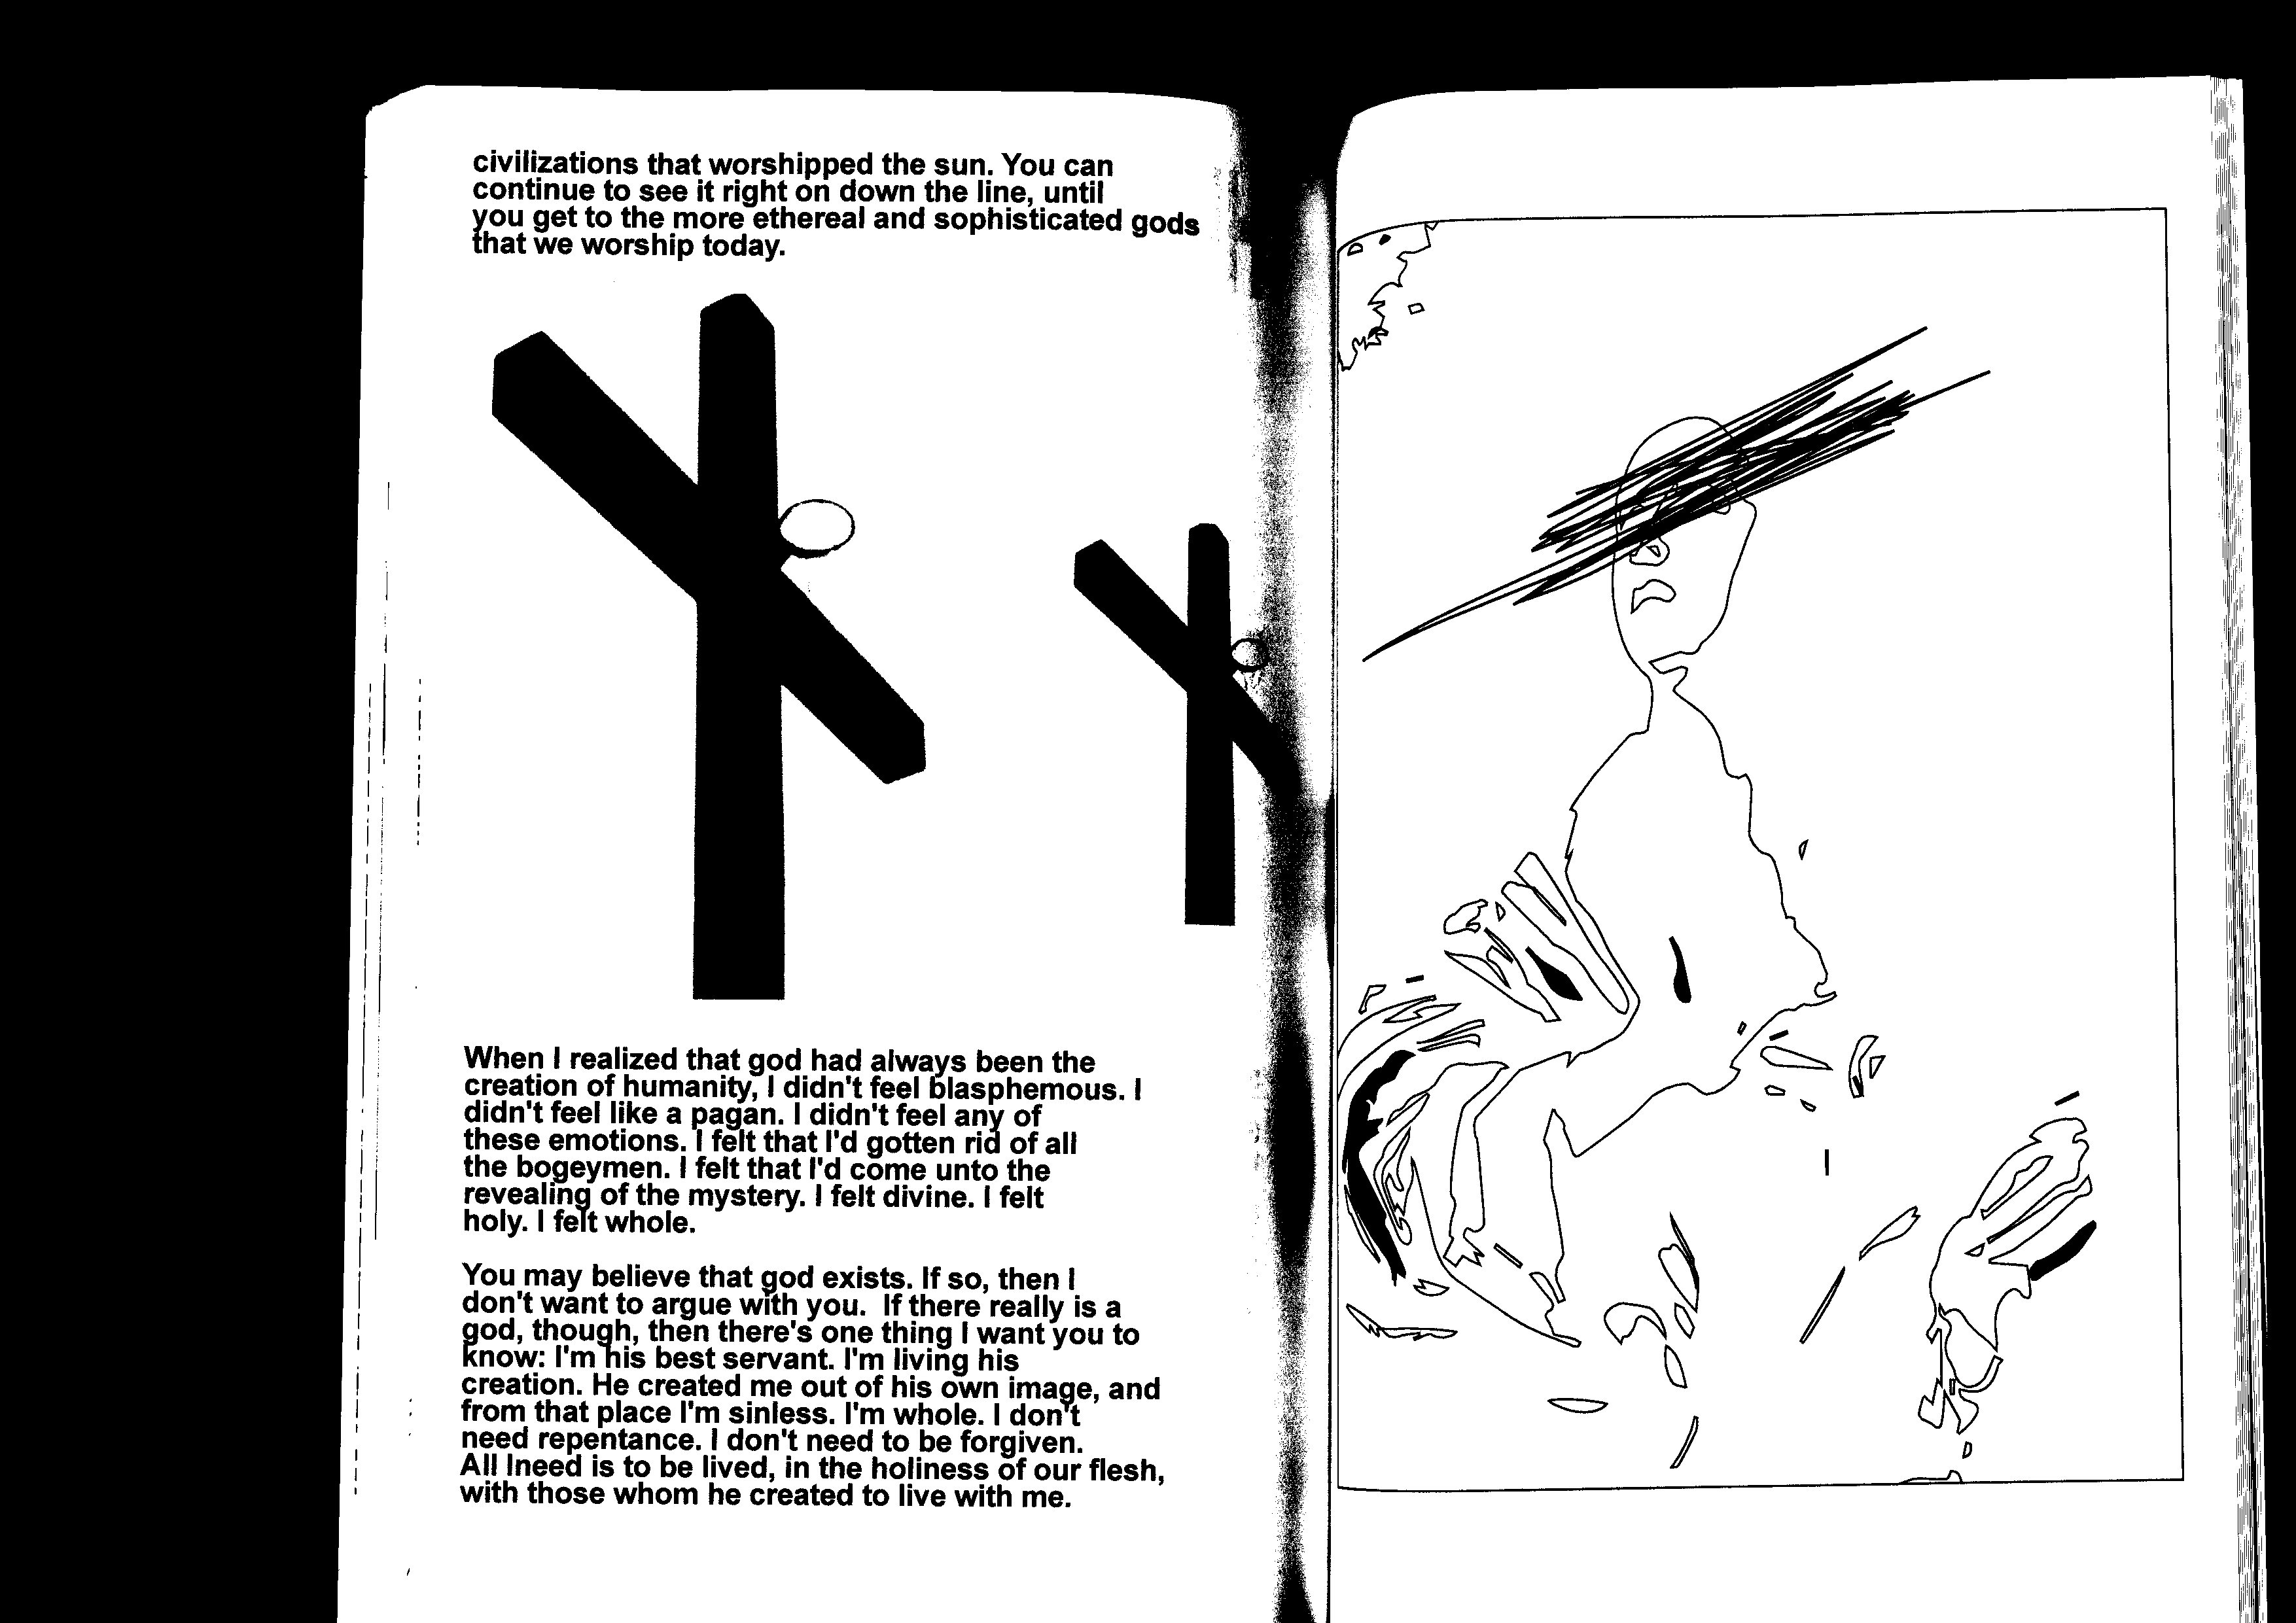 civilizations that worshipped the sun. You can
continue to see it right on down the line, until
you get to the more ethereal and sophisticated gods
that we worship today.
When I realized that god had always been the
creation of humanity, I didn't feel blasphemous. I
didn't feel like a pagan. I didn't feel any of
these emotions. I felt that I'd gotten rid of all
the bogeymen. I felt that I'd come unto the
revealing of the mystery. I felt divine. I felt
holy. I felt whole.
You may believe that god exists. If so, then I
don't want to argue with you.  If there really is a
god, though, then there's one thing I want you to
know: I'm his best servant. I'm living his
creation. He created me out of his own image, and
from that place I'm sinless. I'm whole. I don't
need repentance. I don't need to be forgiven.
All Ineed is to be lived, in the holiness of our flesh,
with those whom he created to live with me.